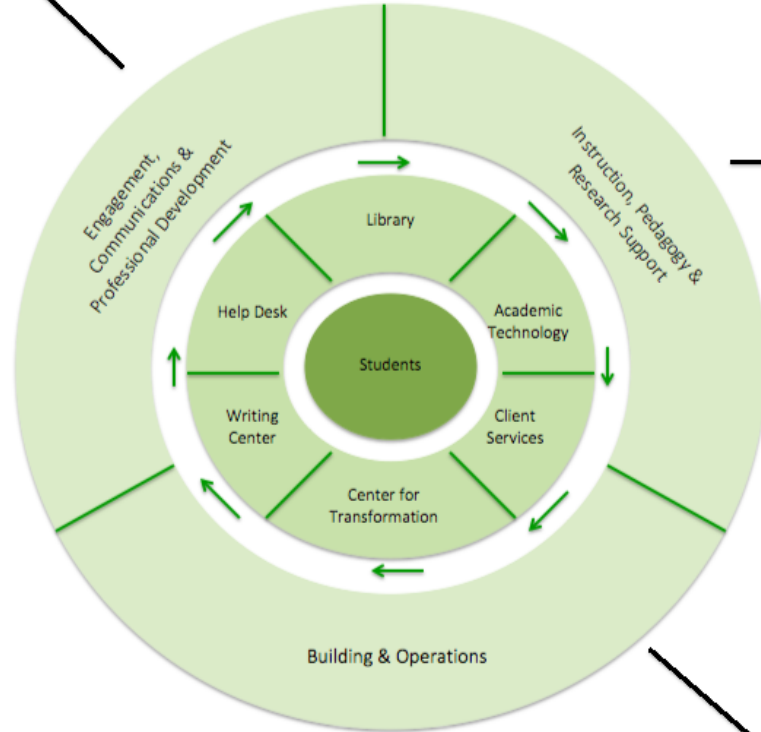 Engagement,
Communications &
Professional Development
Instruction, Pedagogy &
Research Support
Library
Help Desk
Academic
Technology
Students
Writing
Center
Client
Services
Center for
Transformation
Building & Operations